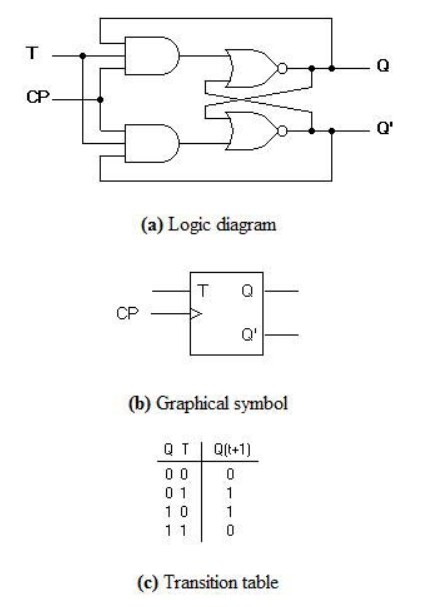 T
Q
CP
Q'
(a) Logic diagram
T Q
CP
Q'
(b) Graphical symbol
Q T Q(t+1)
0 0 0
0 1 1
1 0 1
1 1 0
(c) Transition table